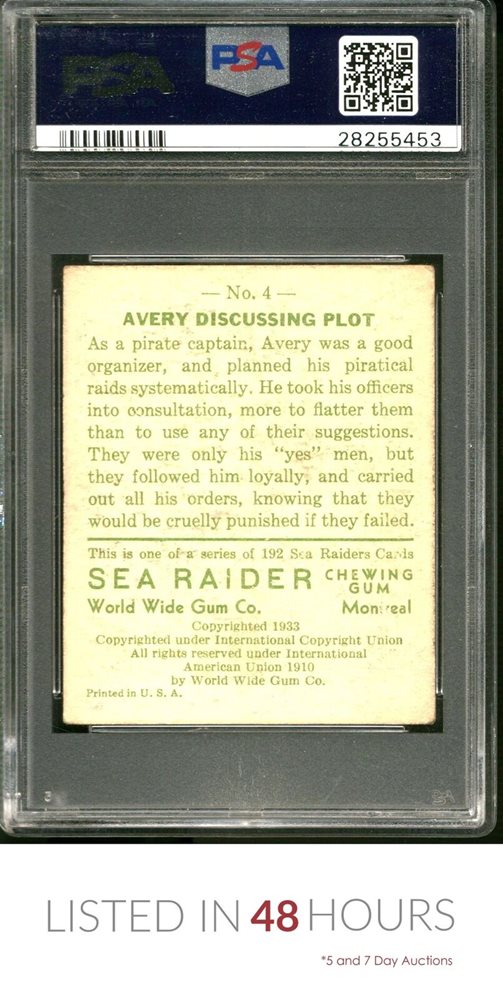 PSA
PSA
28255453
— No. 4 —
AVERY DISCUSSING PLOT
As a pirate captain, Avery was a good
organizer, and planned his piratical
raids systematically. He took his officers
into consultation, more to flatter them
than to use any of their suggestions.
They were only his "yes" men, but
they followed him loyally, and carried
out all his orders, knowing that they
would be cruelly punished if they failed.
This is one of a series of 192 Sea Raiders Cards
SEA RAIDER CHEWING GUM
World Wide Gum Co. Montreal
Copyrighted 1933
Copyrighted under International Copyright Union
All rights reserved under International
American Union 1910
by World Wide Gum Co.
Printed in U. S. A.
LISTED IN 48 HOURS
*5 and 7 Day Auctions